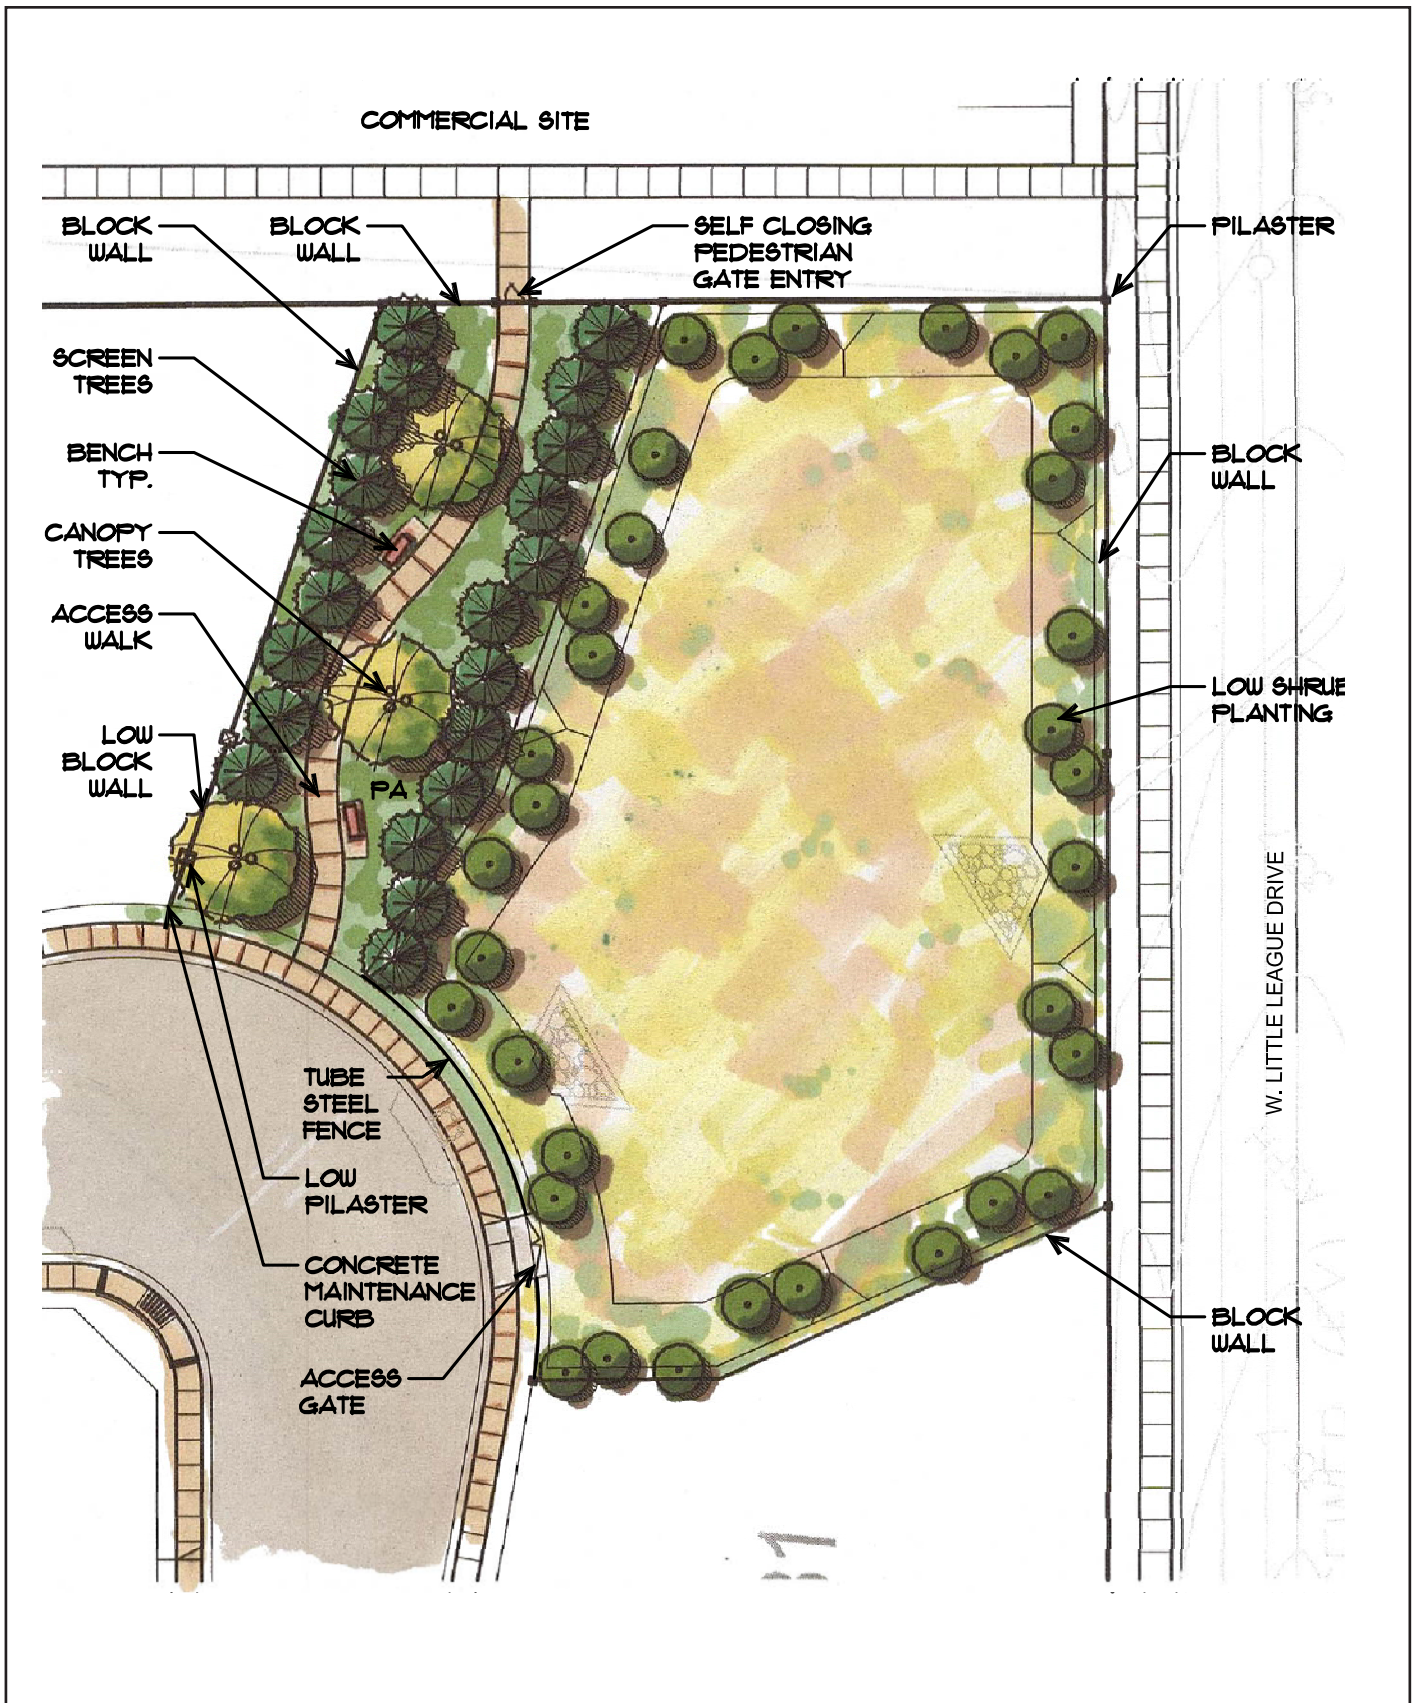 COMMERCIAL SITE
BLOCK
WALL
BLOCK
WALL
SELF CLOSING
PEDESTRIAN
GATE ENTRY
PILASTER
SCREEN
TREES
BENCH
TYP.
BLOCK
WALL
CANOPY
TREES
ACCESS
WALK
LOW SHRUB
PLANTING
LOW
BLOCK
WALL
PA
W. LITTLE LEAGUE DRIVE
TUBE
STEEL
FENCE
LOW
PILASTER
CONCRETE
MAINTENANCE
CURB
BLOCK
WALL
ACCESS
GATE